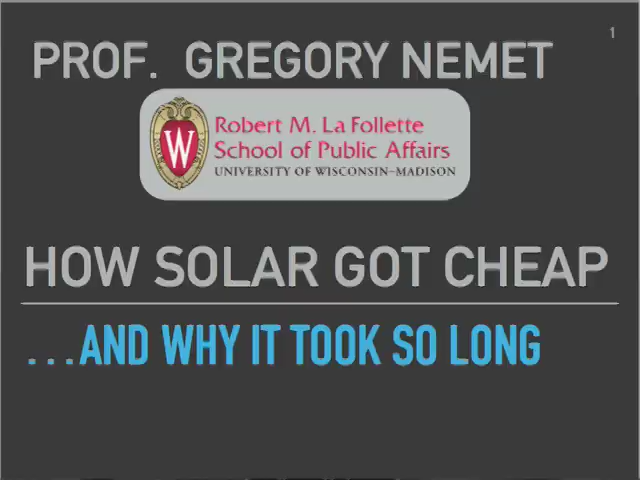 1
PROF. GREGORY NEMET
W
Robert M. La Follette
School of Public Affairs
UNIVERSITY OF WISCONSIN–MADISON
HOW SOLAR GOT CHEAP
...AND WHY IT TOOK SO LONG